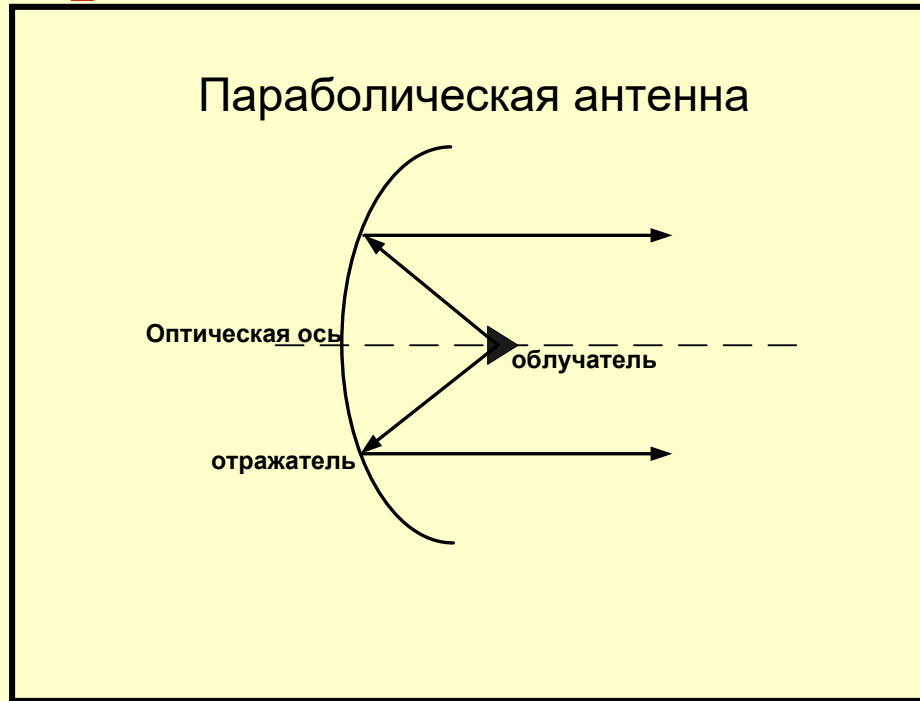 Параболическая антенна
Оптическая ось
облучатель
отражатель